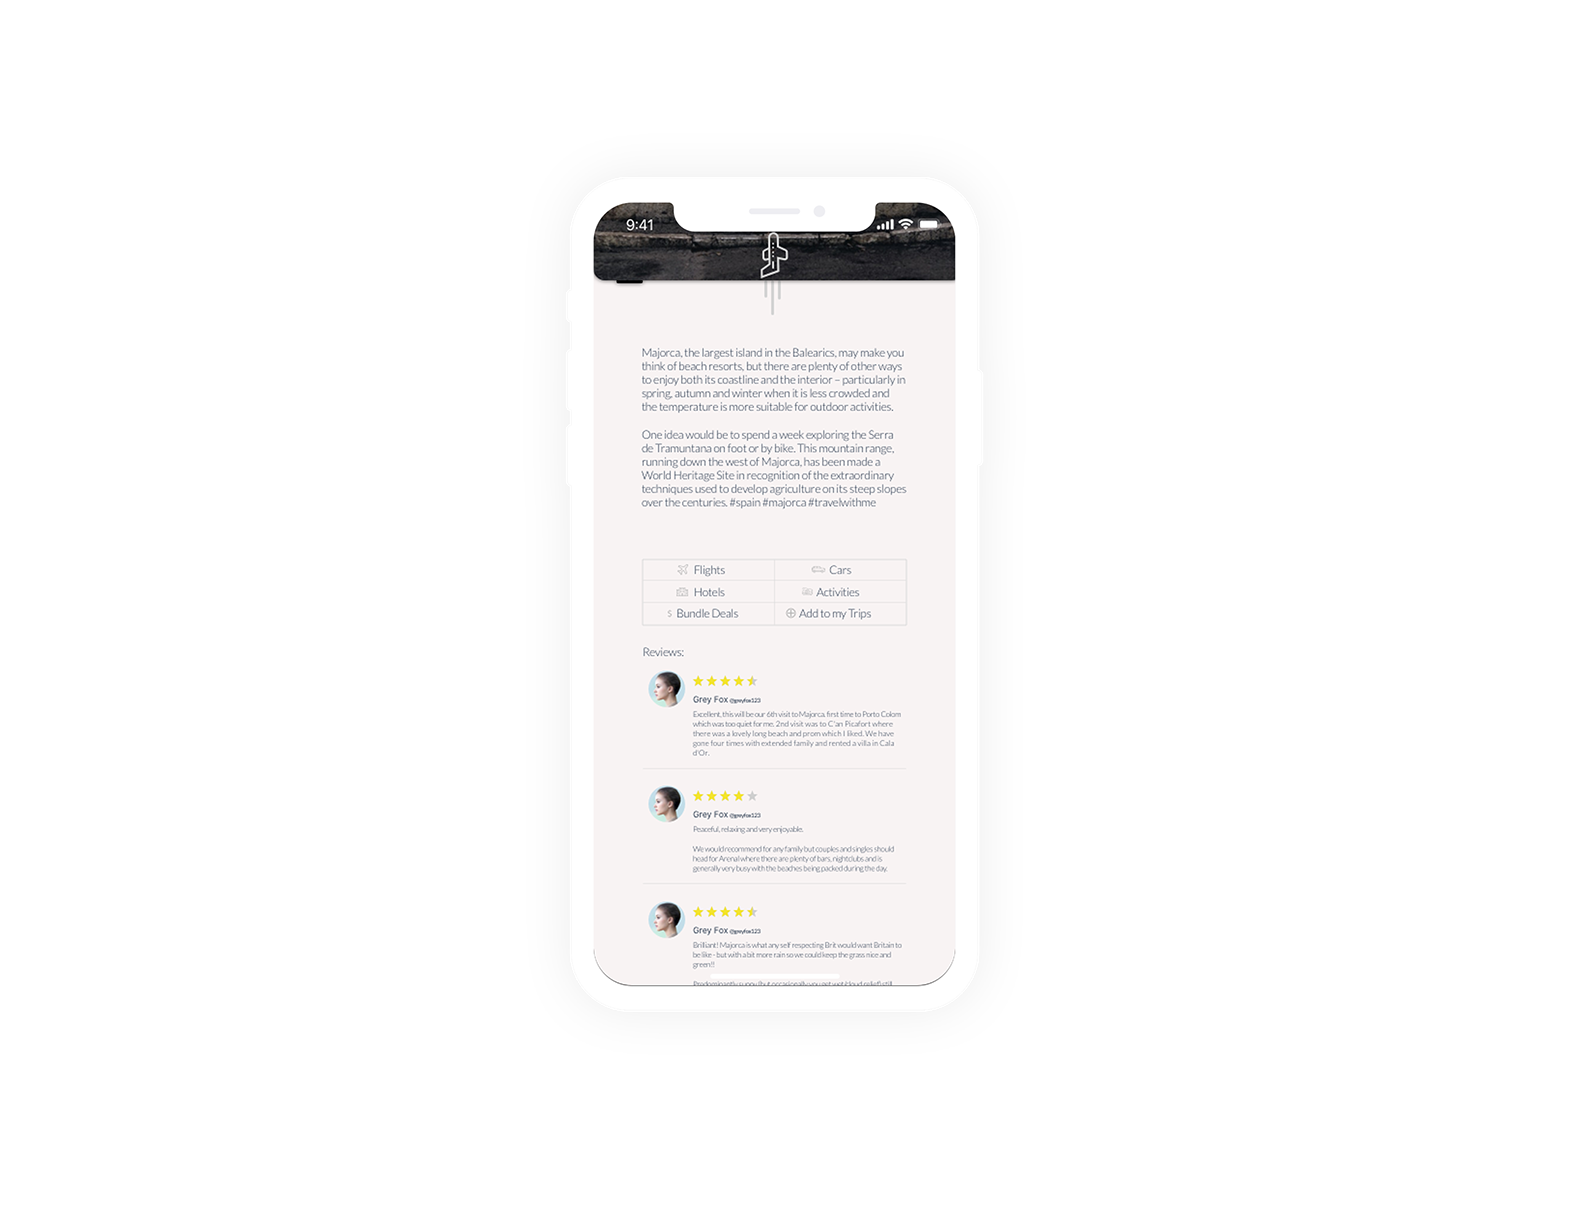 9:41
Majorca, the largest island in the Balearics, may make you
think of beach resorts, but there are plenty of other ways
to enjoy both its coastline and the interior – particularly in
spring, autumn and winter when it is less crowded and
the temperature is more suitable for outdoor activities.
One idea would be to spend a week exploring the Serra
de Tramuntana on foot or by bike. This mountain range,
running down the west of Majorca, has been made a
World Heritage Site in recognition of the extraordinary
techniques used to develop agriculture on its steep slopes
over the centuries. #spain #majorca #travelwithme
Flights
Cars
Hotels
Activities
$ Bundle Deals
Add to my Trips
Reviews:
Grey Fox @greyfox123
Excellent, this will be our 6th visit to Majorca. first time to Porto Colom
which was too quiet for me. 2nd visit was to C'an Picafort where
there was a lovely long beach and prom which I liked. We have
gone four times with extended family and rented a villa in Cala
d'Or.
Grey Fox @greyfox123
Peaceful, relaxing and very enjoyable.
We would recommend for any family but couples and singles should
head for Arenal where there are plenty of bars, nightclubs and is
generally very busy with the beaches being packed during the day.
Grey Fox @greyfox123
Brilliant! Majorca is what any self respecting Brit would want Britain to
be like - but with a bit more rain so we could keep the grass nice and
green!!
Predominantly sunny (but occasionally you get wet/cloud relief) still